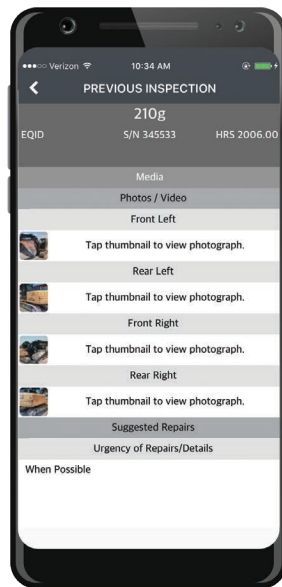 Verizon 10:34 AM
PREVIOUS INSPECTION
210g
EQID S/N 345533 HRS 2006.00
Media
Photos / Video
Front Left
Tap thumbnail to view photograph.
Rear Left
Tap thumbnail to view photograph.
Front Right
Tap thumbnail to view photograph.
Rear Right
Tap thumbnail to view photograph.
Suggested Repairs
Urgency of Repairs/Details
When Possible